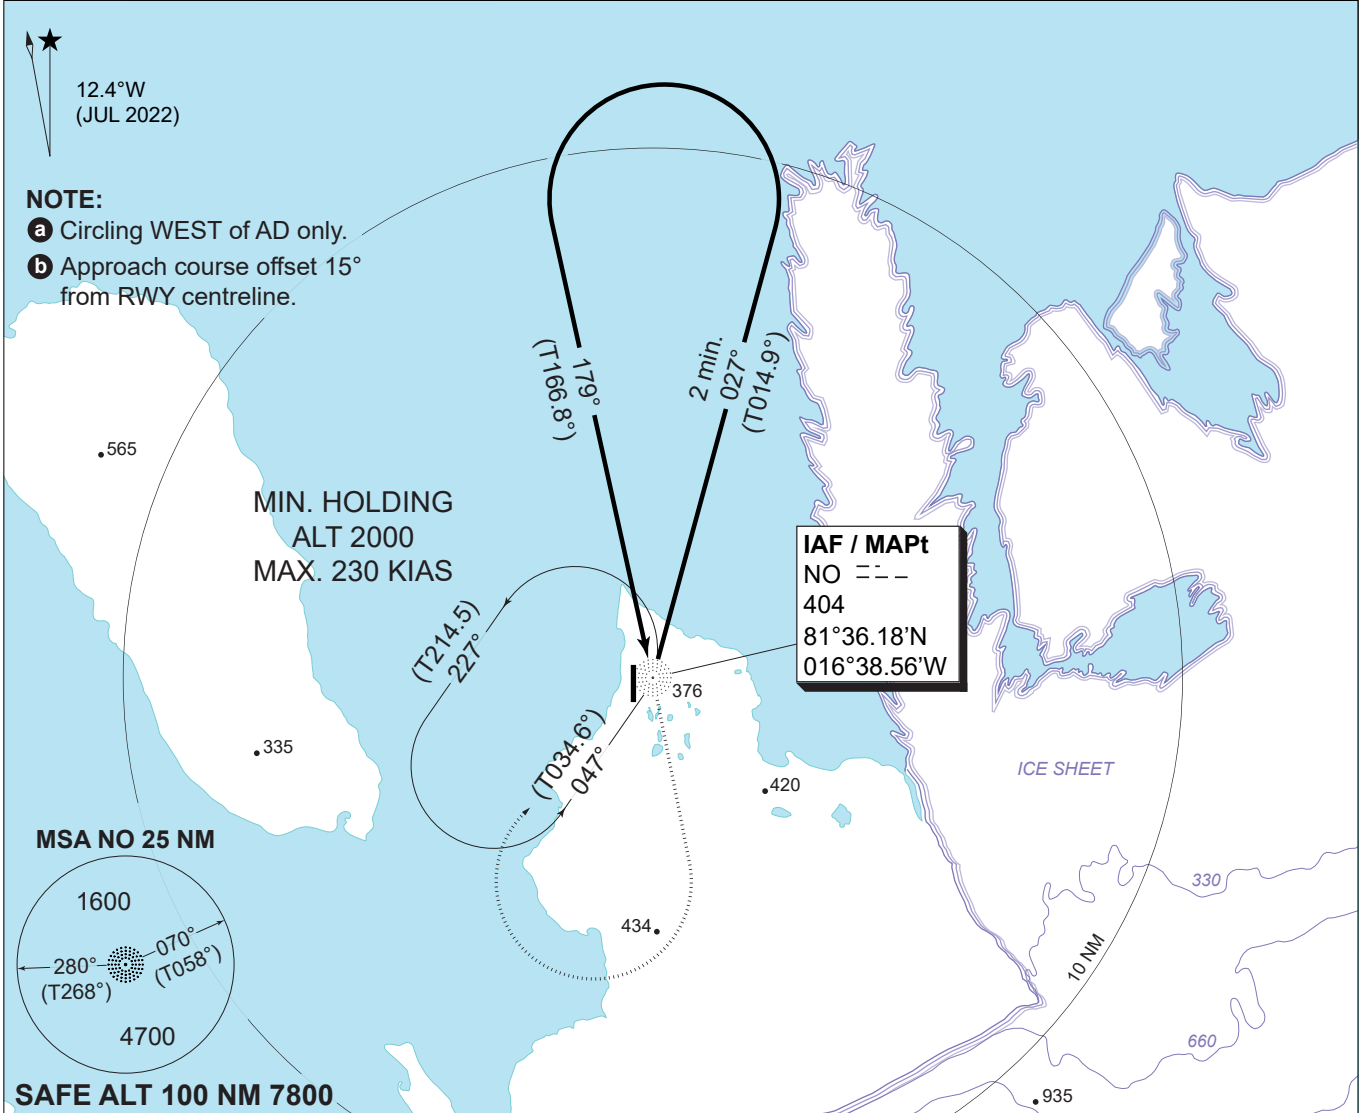 12.4°W
(JUL 2022)
NOTE:
a Circling WEST of AD only.
b Approach course offset 15°
from RWY centreline.
179°
(T166.8°)
2 min.
027°
(T014.9°)
565
MIN. HOLDING
ALT 2000
MAX. 230 KIAS
IAF / MAPt
NO
404
81°36.18'N
016°38.56'W
(T214.5)
227°
376
(T034.6°)
047°
335
420
ICE SHEET
MSA NO 25 NM
1600
070°
(T058°)
280°
(T268°)
4700
434
330
10 NM
660
935
SAFE ALT 100 NM 7800